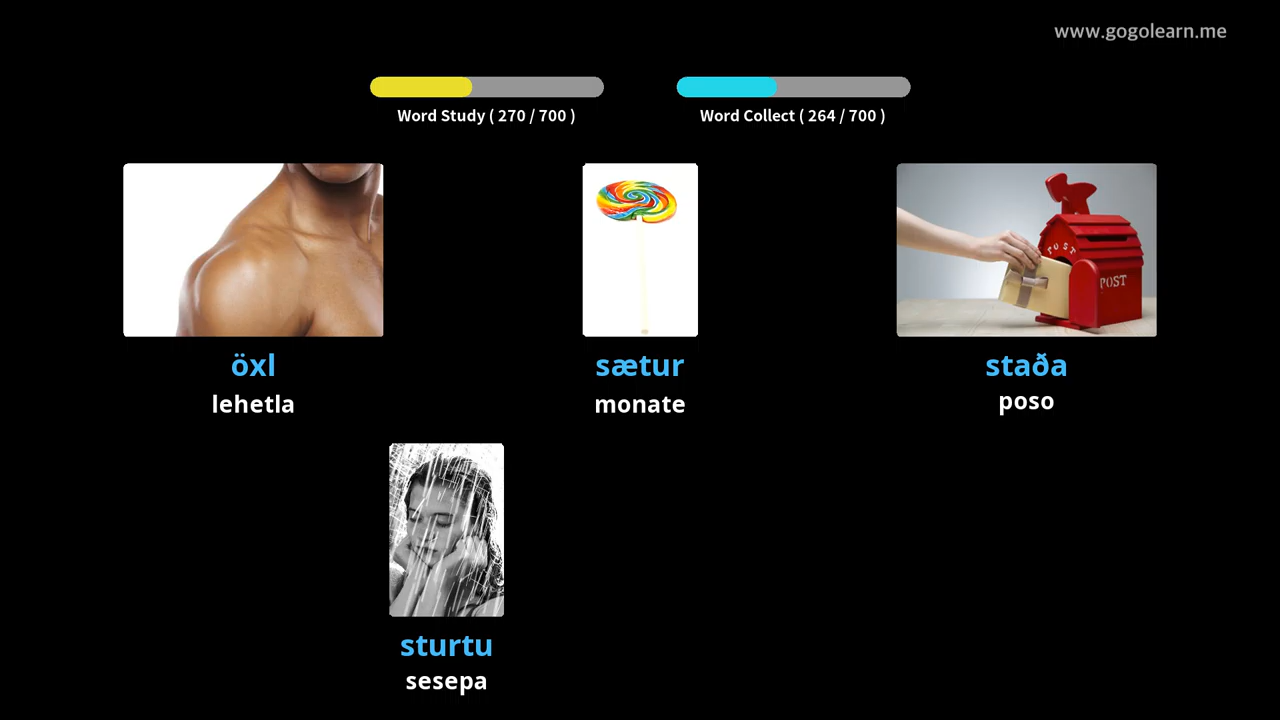 www.gogolearn.me
Word Study ( 270 / 700 )
Word Collect ( 264 / 700 )
POST
POST
öxl
sætur
staða
lehetla
monate
poso
sturtu
sesepa